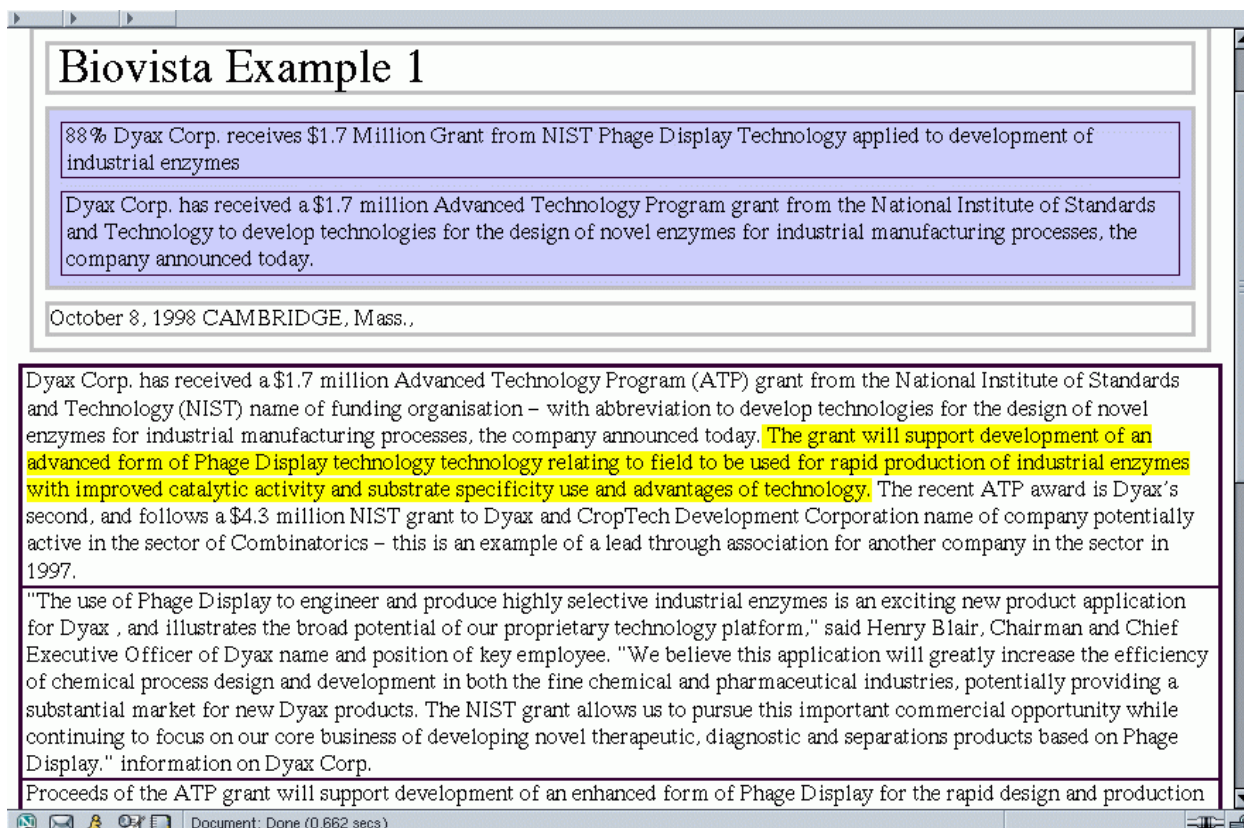 Biovista Example 1
88% Dyax Corp. receives $1.7 Million Grant from NIST Phage Display Technology applied to development of
industrial enzymes
Dyax Corp. has received a $1.7 million Advanced Technology Program grant from the National Institute of Standards
and Technology to develop technologies for the design of novel enzymes for industrial manufacturing processes, the
company announced today.
October 8, 1998 CAMBRIDGE, Mass.,
Dyax Corp. has received a $1.7 million Advanced Technology Program (ATP) grant from the National Institute of Standards
and Technology (NIST) name of funding organisation – with abbreviation to develop technologies for the design of novel
enzymes for industrial manufacturing processes, the company announced today. The grant will support development of an
advanced form of Phage Display technology technology relating to field to be used for rapid production of industrial enzymes
with improved catalytic activity and substrate specificity use and advantages of technology. The recent ATP award is Dyax's
second, and follows a $4.3 million NIST grant to Dyax and CropTech Development Corporation name of company potentially
active in the sector of Combinatorics – this is an example of a lead through association for another company in the sector in
1997.
"The use of Phage Display to engineer and produce highly selective industrial enzymes is an exciting new product application
for Dyax , and illustrates the broad potential of our proprietary technology platform," said Henry Blair, Chairman and Chief
Executive Officer of Dyax name and position of key employee. "We believe this application will greatly increase the efficiency
of chemical process design and development in both the fine chemical and pharmaceutical industries, potentially providing a
substantial market for new Dyax products. The NIST grant allows us to pursue this important commercial opportunity while
continuing to focus on our core business of developing novel therapeutic, diagnostic and separations products based on Phage
Display." information on Dyax Corp.
Proceeds of the ATP grant will support development of an enhanced form of Phage Display for the rapid design and production
Document: Done (0.662 secs)